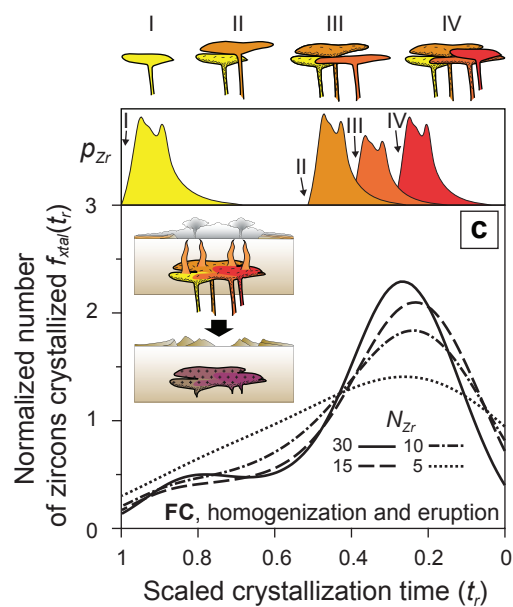 I II III IV
I II III IV
p_Zr
3
c
2
1
0
Normalized number
of zircons crystallized f_xtal(t_r)
N_Zr
30 10
15 5
FC, homogenization and eruption
1 0.8 0.6 0.4 0.2 0
Scaled crystallization time (t_r)